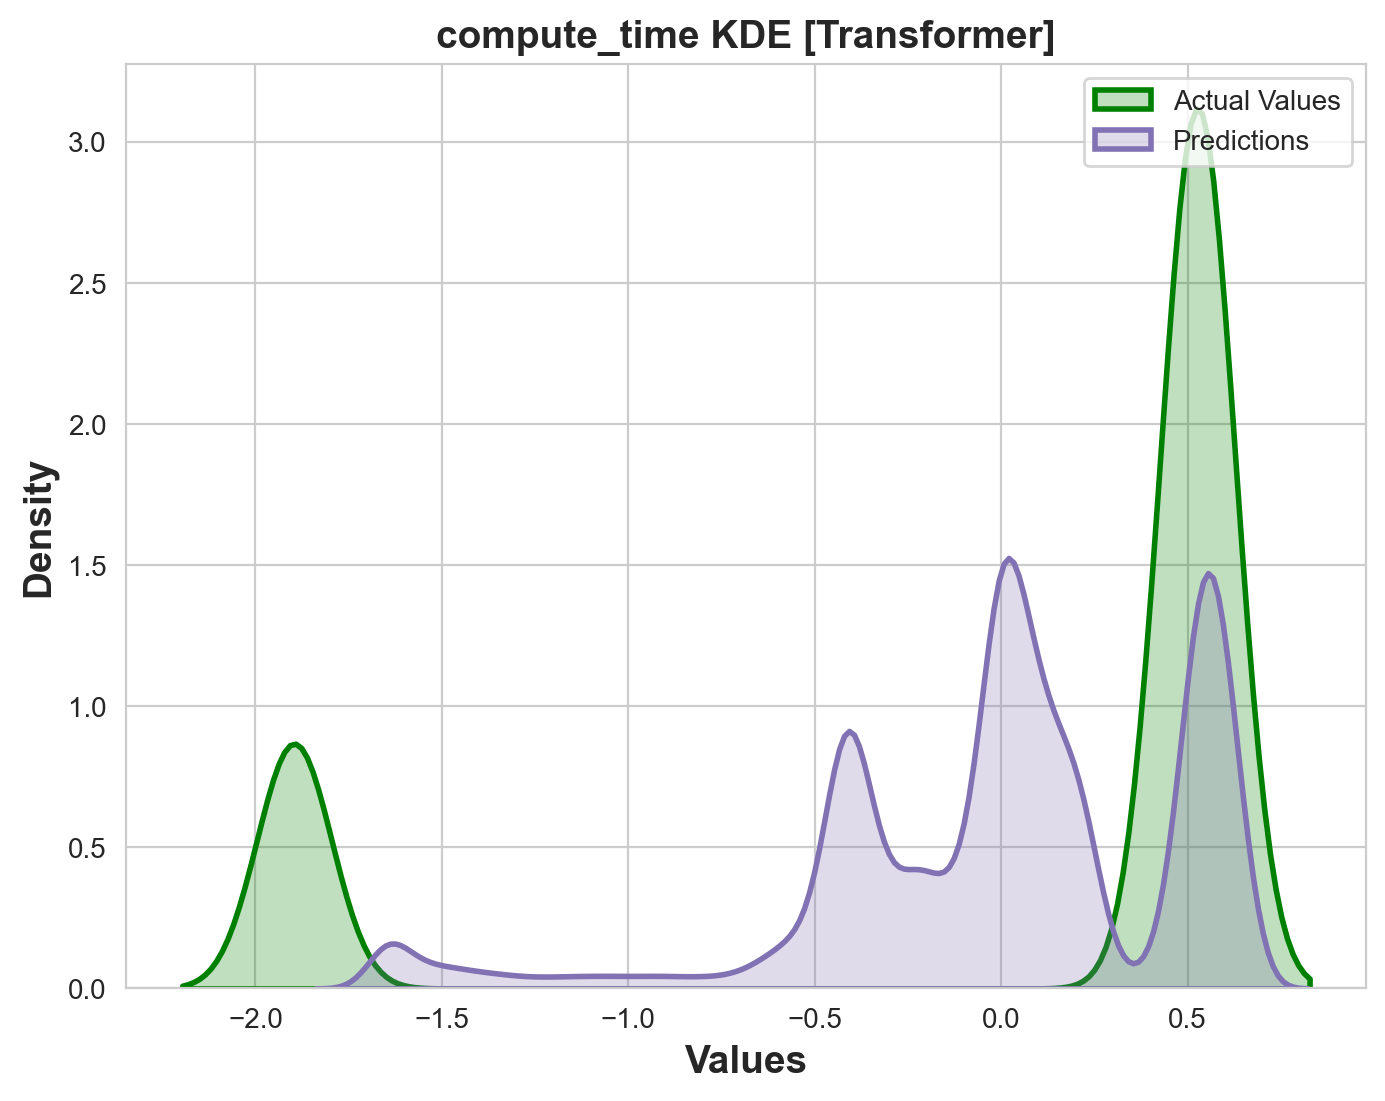 compute_time KDE [Transformer]
Actual Values
Predictions
3.0
2.5
2.0
1.5
1.0
0.5
0.0
Density
−2.0
−1.5
−1.0
−0.5
0.0
0.5
Values